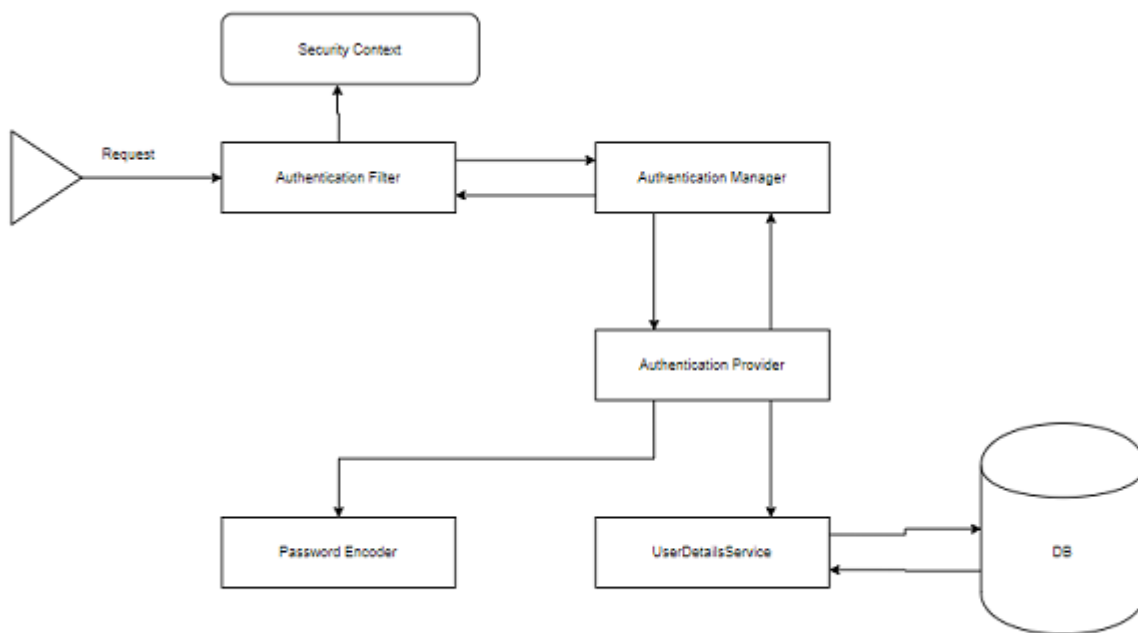 Security Context
Request
Authentication Filter
Authentication Manager
Authentication Provider
Password Encoder
UserDetailsService
DB